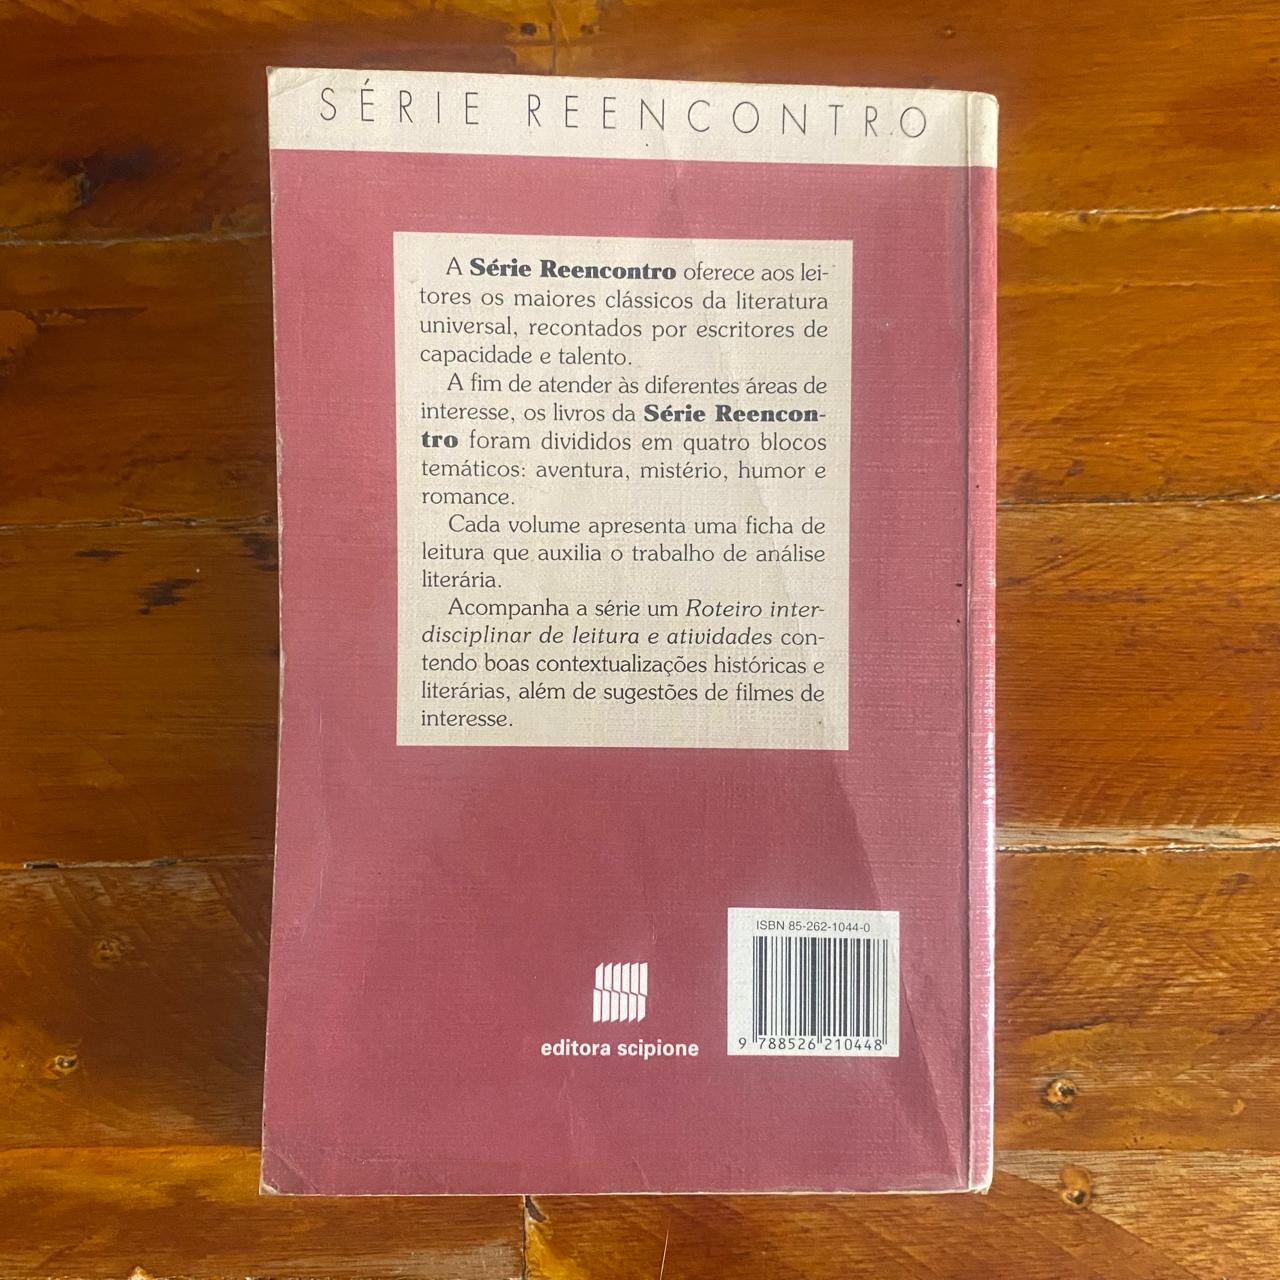 SÉRIE REENCONTRO
A Série Reencontro oferece aos lei-
tores os maiores clássicos da literatura
universal, recontados por escritores de
capacidade e talento.
A fim de atender às diferentes áreas de
interesse, os livros da Série Reencon-
tro foram divididos em quatro blocos
temáticos: aventura, mistério, humor e
romance.
Cada volume apresenta uma ficha de
leitura que auxilia o trabalho de análise
literária.
Acompanha a série um Roteiro inter-
disciplinar de leitura e atividades con-
tendo boas contextualizações históricas e
literárias, além de sugestões de filmes de
interesse.
editora scipione
ISBN 85-262-1044-0
9 788526 210448